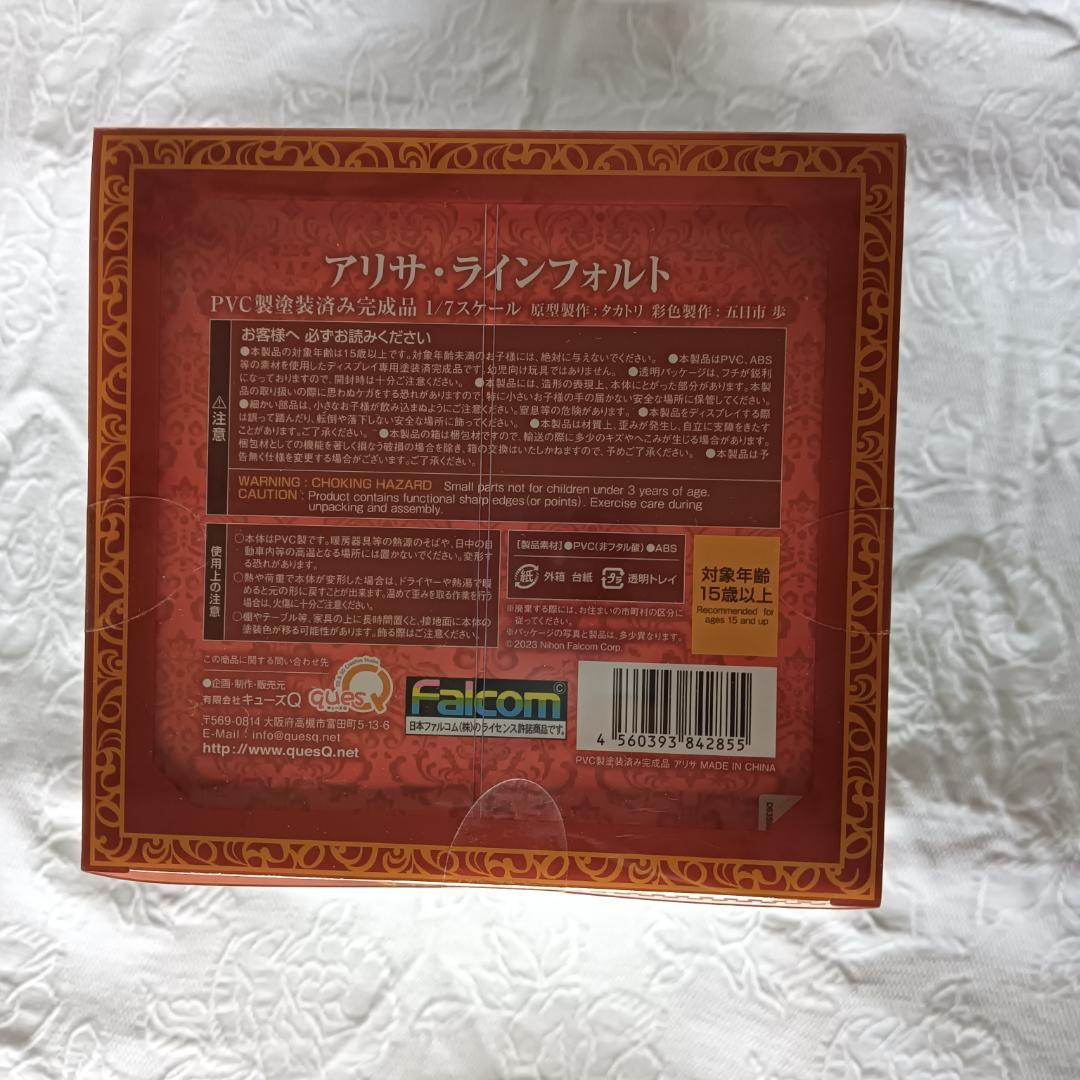 アリサ・ラインフォルト
PVC製塗装済み完成品 1/7スケール 原型製作：タカトリ 彩色製作：五日市 歩
お客様へ 必ずお読みください
⚠注意
●本製品の対象年齢は15歳以上です。対象年齢未満のお子様には、絶対に与えないでください。 ●本製品はPVC、ABS
等の素材を使用したディスプレイ専用塗装済完成品です。幼児向け玩具ではありません。 ●透明パッケージは、フチが鋭利
になっておりますので、開封時は十分ご注意ください。 ●本製品には、造形の表現上、本体にとがった部分があります。本製
品の取り扱いの際に思わぬケガをする恐れがありますので、特に小さいお子様の手の届かない安全な場所に保管してください。
●細かい部品は、小さなお子様が飲み込まぬようにご注意ください。窒息等の危険があります。 ●本製品をディスプレイする際
は誤って踏んだり、転倒や落下しない安全な場所に飾ってください。 ●本製品は材質上、歪みが発生し、自立に支障をきたす
ことがあります。ご了承ください。 ●本製品の箱は梱包材ですので、輸送の際に多少のキズやへこみが生じる場合があります。
梱包材としての機能を著しく損なう破損の場合を除き、箱の交換はいたしかねますので、予めご了承ください。 ●本製品は予
告無く仕様を変更する場合がございます。ご了承ください。
WARNING : CHOKING HAZARD Small parts not for children under 3 years of age.
CAUTION : Product contains functional sharp edges(or points). Exercise care during
unpacking and assembly.
使用上の注意
○本体はPVC製です。暖房器具等の熱源のそばや、日中の自
動車内等の高温となる場所には置かないでください。変形す
る恐れがあります。
○熱や荷重で本体が変形した場合は、ドライヤーや熱湯で暖
めると元の形に戻すことが出来ます。温めて歪みを取る作業を行う
場合は、火傷に十分ご注意ください。
○棚やテーブル等、家具の上に長時間置くと、接地面に本体の
塗装色が移る可能性があります。飾る際はご注意ください。
【製品素材】●PVC(非フタル酸) ●ABS
紙 外箱 台紙 プラ 透明トレイ
※廃棄する際には、お住まいの市町村の区分に
従ってください。
※パッケージの写真と製品は、多少異なります。
©2023 Nihon Falcom Corp.
対象年齢
15歳以上
Recommended for
ages 15 and up
この商品に関する問い合わせ先
●企画・制作・販売元
有限会社キューズQ
quesQ
〒569-0814 大阪府高槻市富田町5-13-6
E-Mail : info@quesq.net
http://www.quesQ.net
Falcom©
日本ファルコム(株)のライセンス許諾商品です。
4 560393 842855
PVC製塗装済み完成品 アリサ MADE IN CHINA